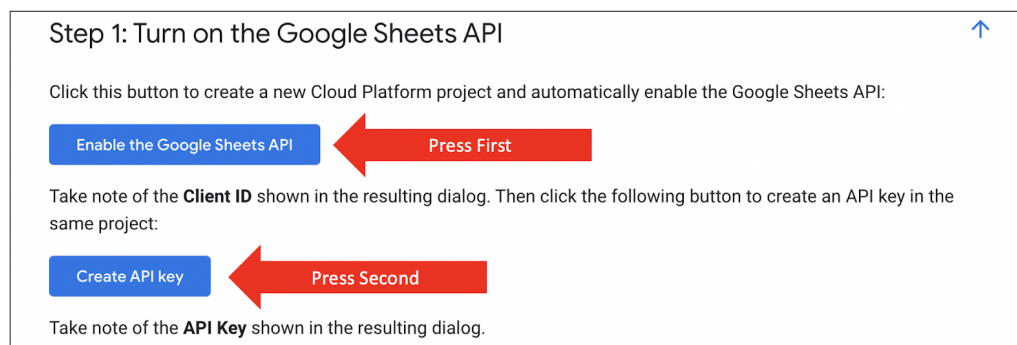 Step 1: Turn on the Google Sheets API
Click this button to create a new Cloud Platform project and automatically enable the Google Sheets API:
Enable the Google Sheets API
Press First
Take note of the Client ID shown in the resulting dialog. Then click the following button to create an API key in the
same project:
Create API key
Press Second
Take note of the API Key shown in the resulting dialog.